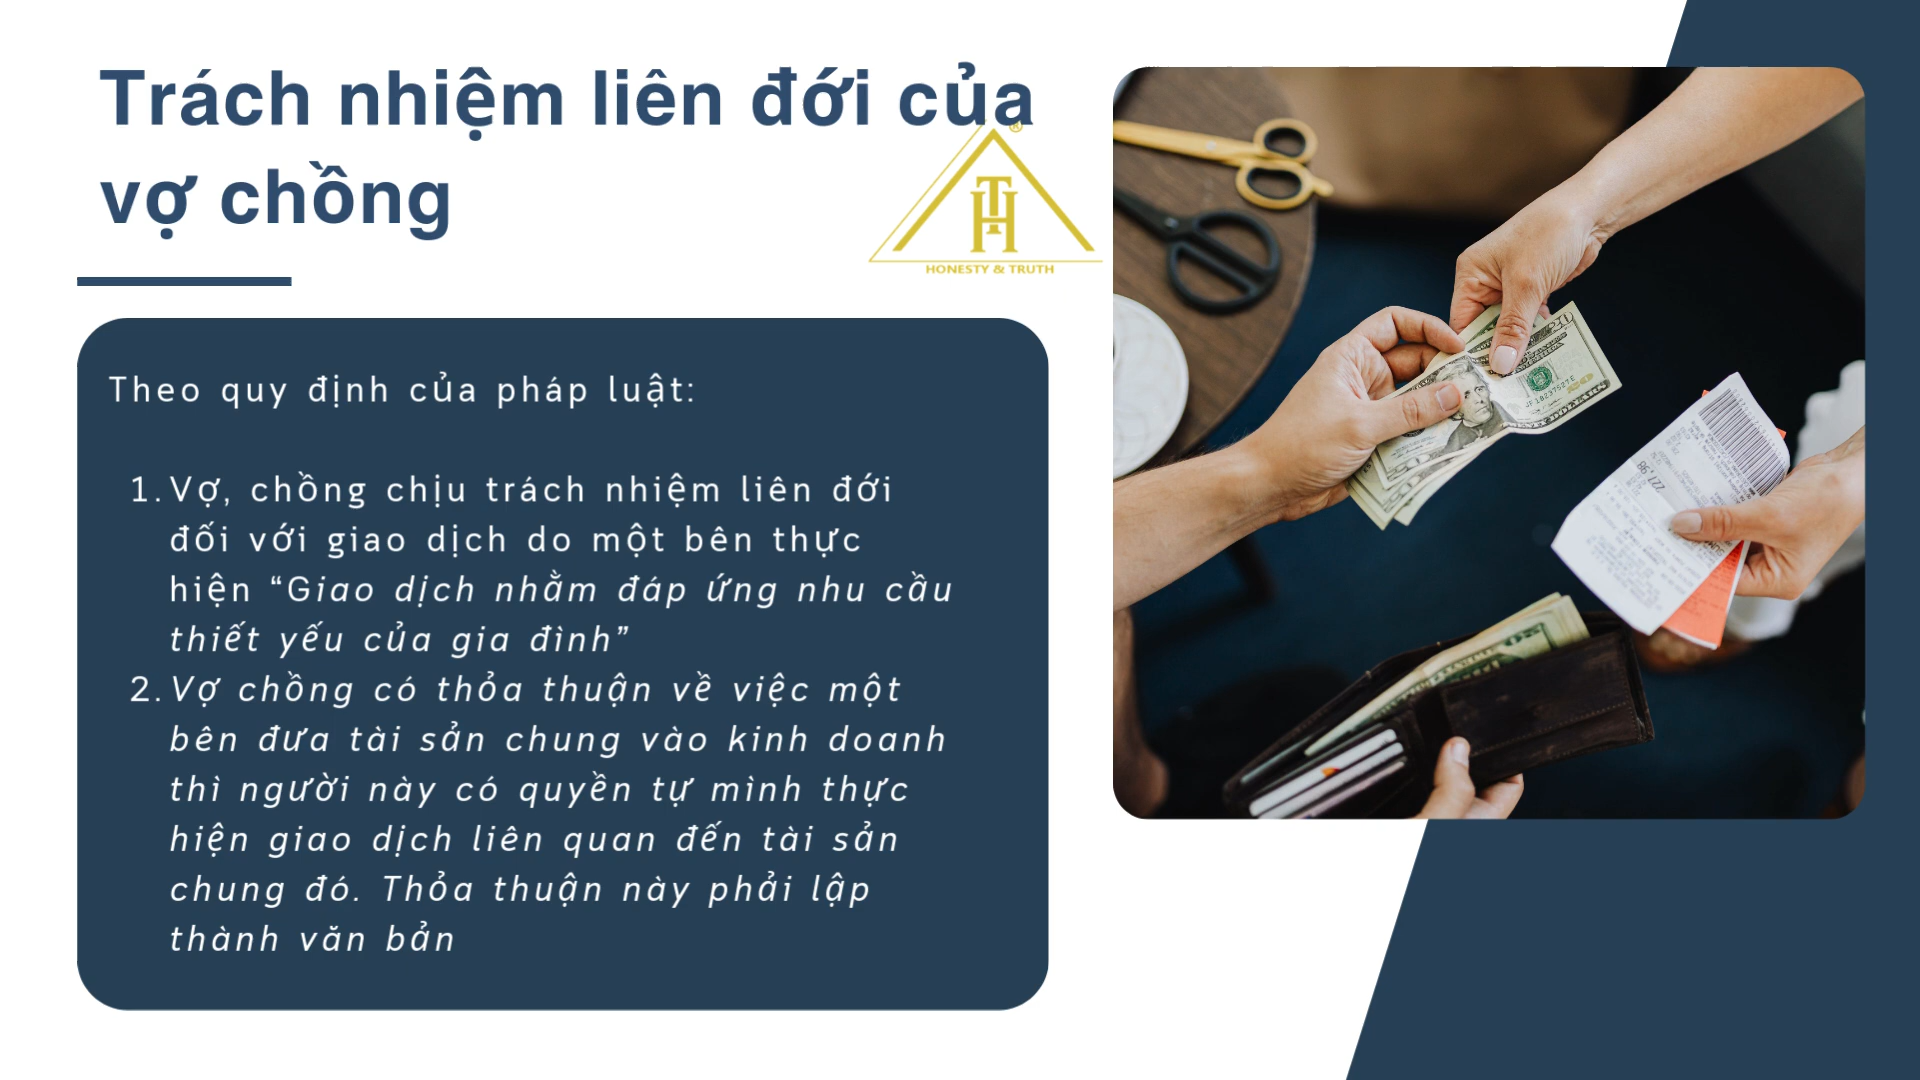 Trách nhiệm liên đới của
vợ chồng
®
TH
HONESTY & TRUTH
Theo quy định của pháp luật:
1. Vợ, chồng chịu trách nhiệm liên đới
đối với giao dịch do một bên thực
hiện “Giao dịch nhằm đáp ứng nhu cầu
thiết yếu của gia đình”
2. Vợ chồng có thỏa thuận về việc một
bên đưa tài sản chung vào kinh doanh
thì người này có quyền tự mình thực
hiện giao dịch liên quan đến tài sản
chung đó. Thỏa thuận này phải lập
thành văn bản